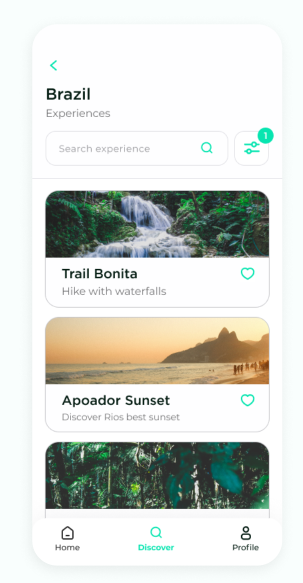 Brazil
Experiences
Search experience
1
Trail Bonita
Hike with waterfalls
Apoador Sunset
Discover Rios best sunset
Home
Discover
Profile